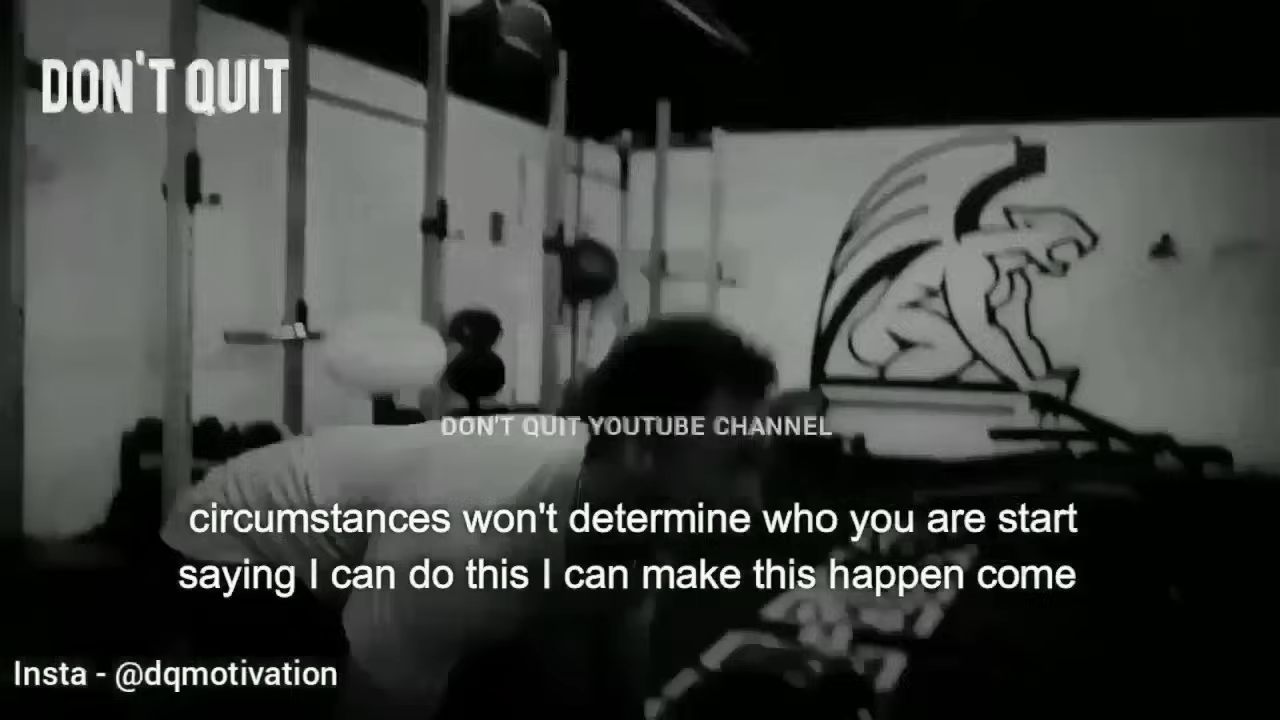 DON'T QUIT
DON'T QUIT YOUTUBE CHANNEL
circumstances won't determine who you are start
saying I can do this I can make this happen come
Insta - @dqmotivation